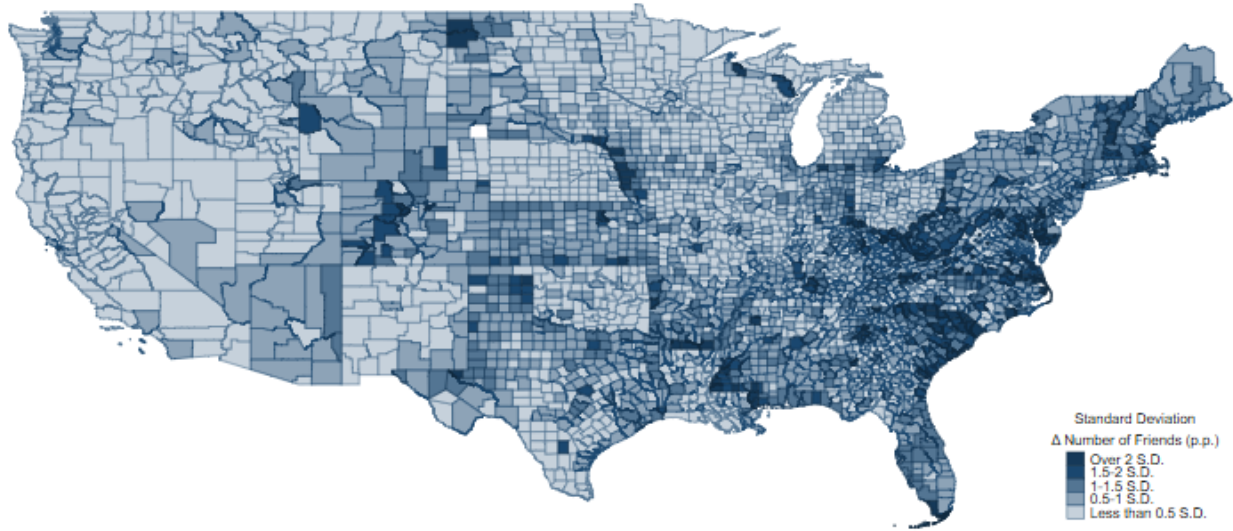 Standard Deviation
Δ Number of Friends (p.p.)
Over 2 S.D.
1.5-2 S.D.
1-1.5 S.D.
0.5-1 S.D.
Less than 0.5 S.D.